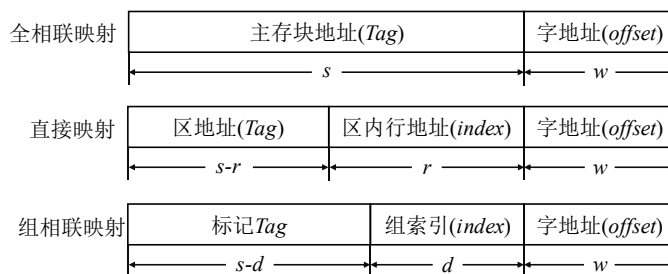 全相联映射 主存块地址(Tag) 字地址(offset)
s w
直接映射 区地址(Tag) 区内行地址(index) 字地址(offset)
s-r r w
组相联映射 标记Tag 组索引(index) 字地址(offset)
s-d d w